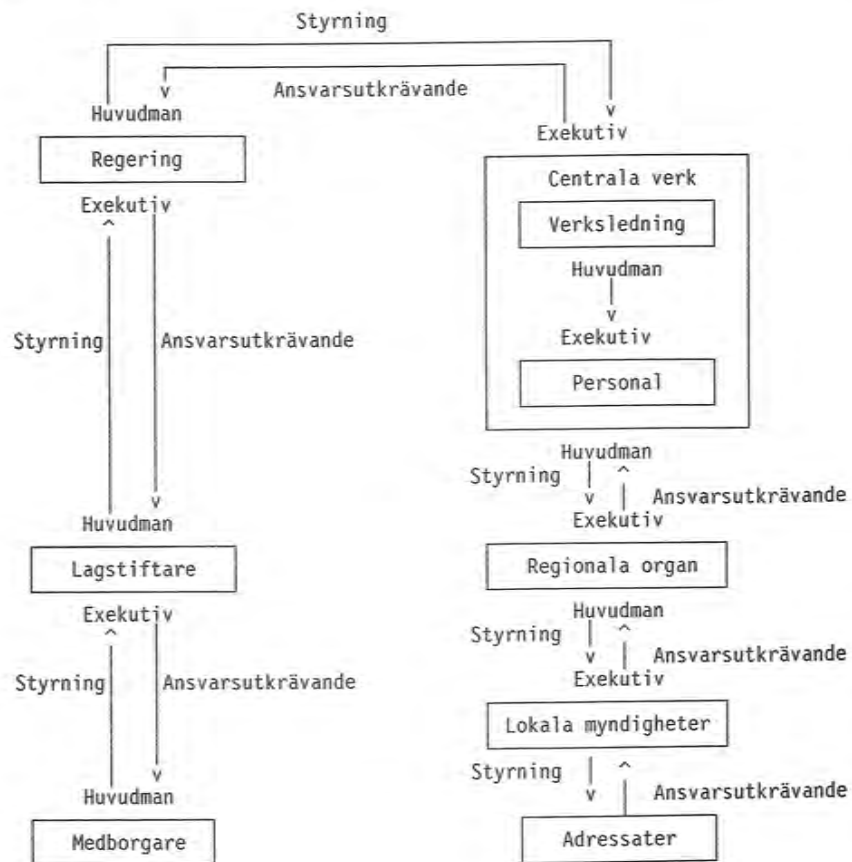 Styrning
Ansvarsutkrävande
Huvudman
Regering
Exekutiv
Styrning Ansvarsutkrävande
Huvudman
Lagstiftare
Exekutiv
Styrning Ansvarsutkrävande
Huvudman
Medborgare
Exekutiv
Centrala verk
Verksledning
Huvudman
Exekutiv
Personal
Huvudman
Styrning
Ansvarsutkrävande
Exekutiv
Regionala organ
Huvudman
Styrning
Ansvarsutkrävande
Exekutiv
Lokala myndigheter
Styrning
Ansvarsutkrävande
Adressater